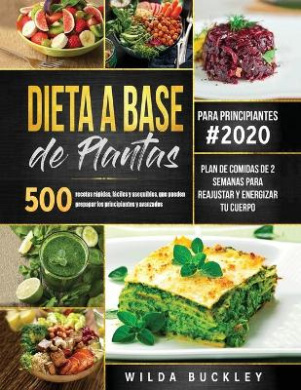 DIETA A BASE
de Plantas
500 recetas rápidas, fáciles y asequibles, que pueden
preparar los principiantes y avanzados
PARA PRINCIPIANTES
#2020
PLAN DE COMIDAS DE 2
SEMANAS PARA
REAJUSTAR Y ENERGIZAR
TU CUERPO
WILDA BUCKLEY